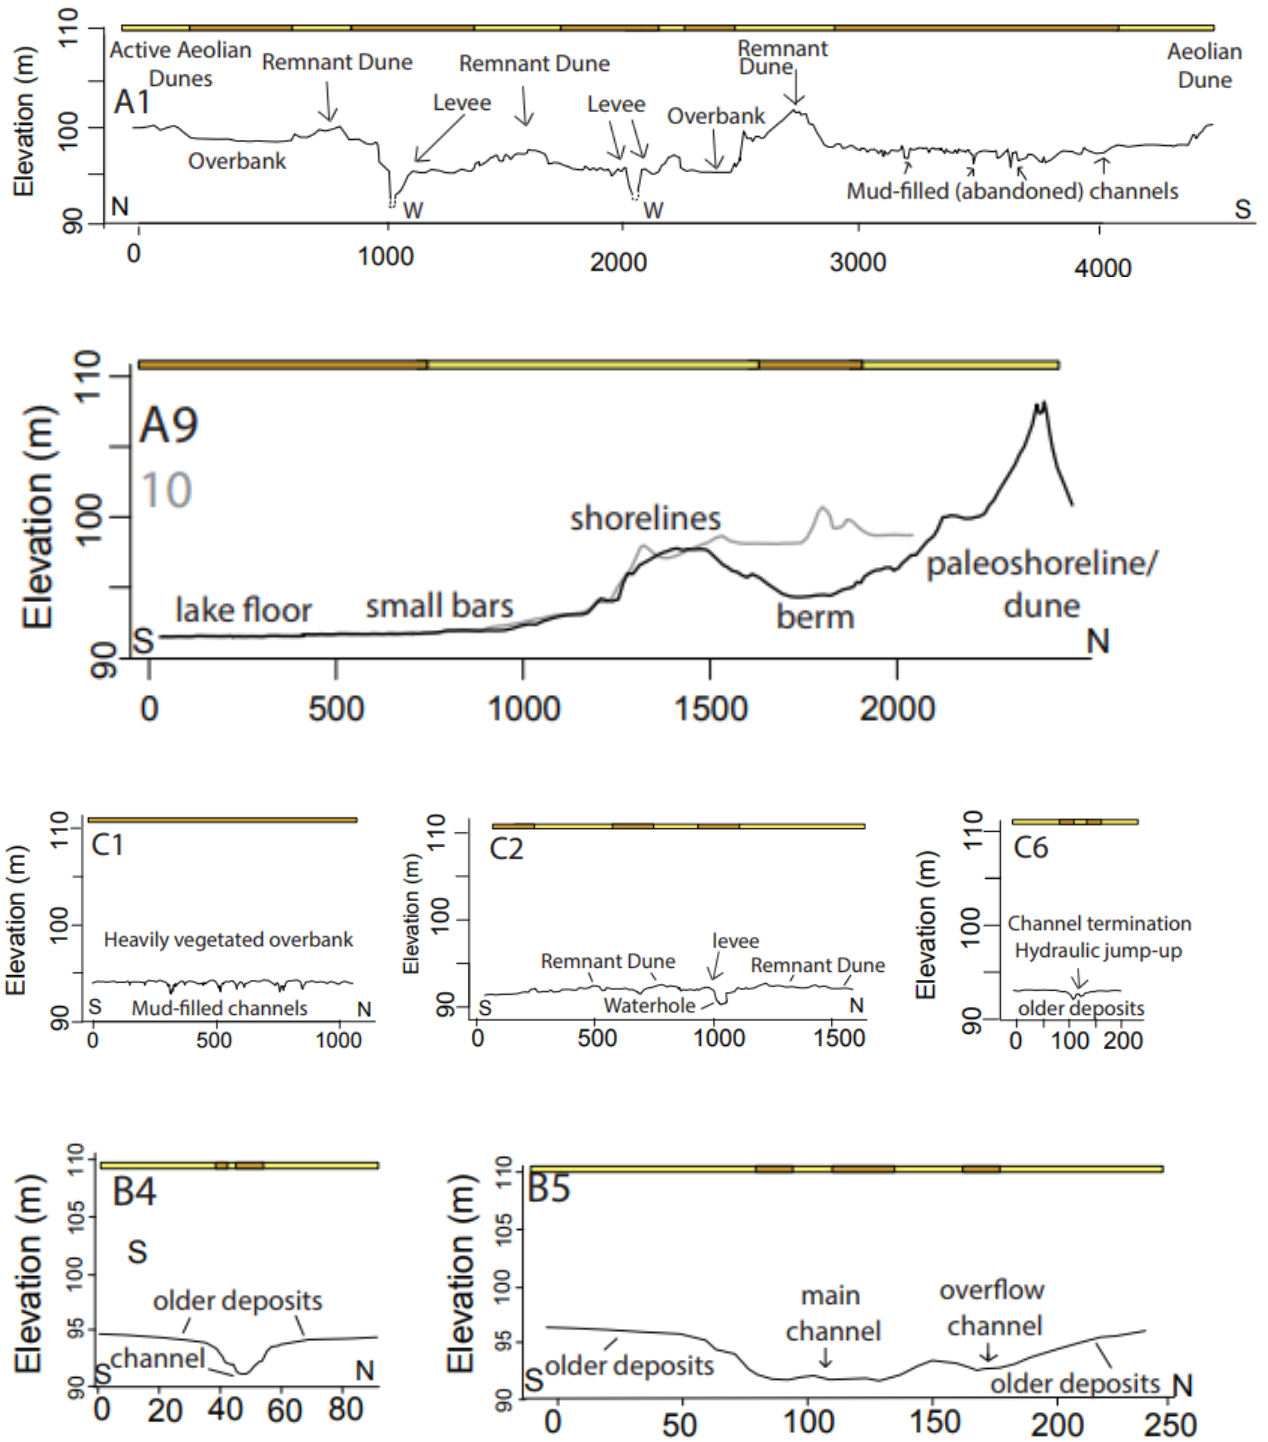 110
Elevation (m)
100
90
Active Aeolian
Dunes
Remnant Dune
Remnant Dune
Remnant
Dune
Aeolian
Dune
A1
Levee
Levee
Overbank
Overbank
Mud-filled (abandoned) channels
N
W
W
S
0
1000
2000
3000
4000
110
Elevation (m)
100
90
A9
10
shorelines
lake floor
small bars
berm
paleoshoreline/
dune
S
N
0
500
1000
1500
2000
110
Elevation (m)
100
90
C1
Heavily vegetated overbank
S
Mud-filled channels
N
0
500
1000
110
Elevation (m)
100
90
C2
levee
Remnant Dune
Remnant Dune
S
Waterhole
N
0
500
1000
1500
110
Elevation (m)
100
90
C6
Channel termination
Hydraulic jump-up
older deposits
0
100
200
110
105
Elevation (m)
100
95
90
B4
S
older deposits
channel
S
N
0
20
40
60
80
110
105
Elevation (m)
100
95
90
B5
main
channel
overflow
channel
S
older deposits
older deposits
N
0
50
100
150
200
250